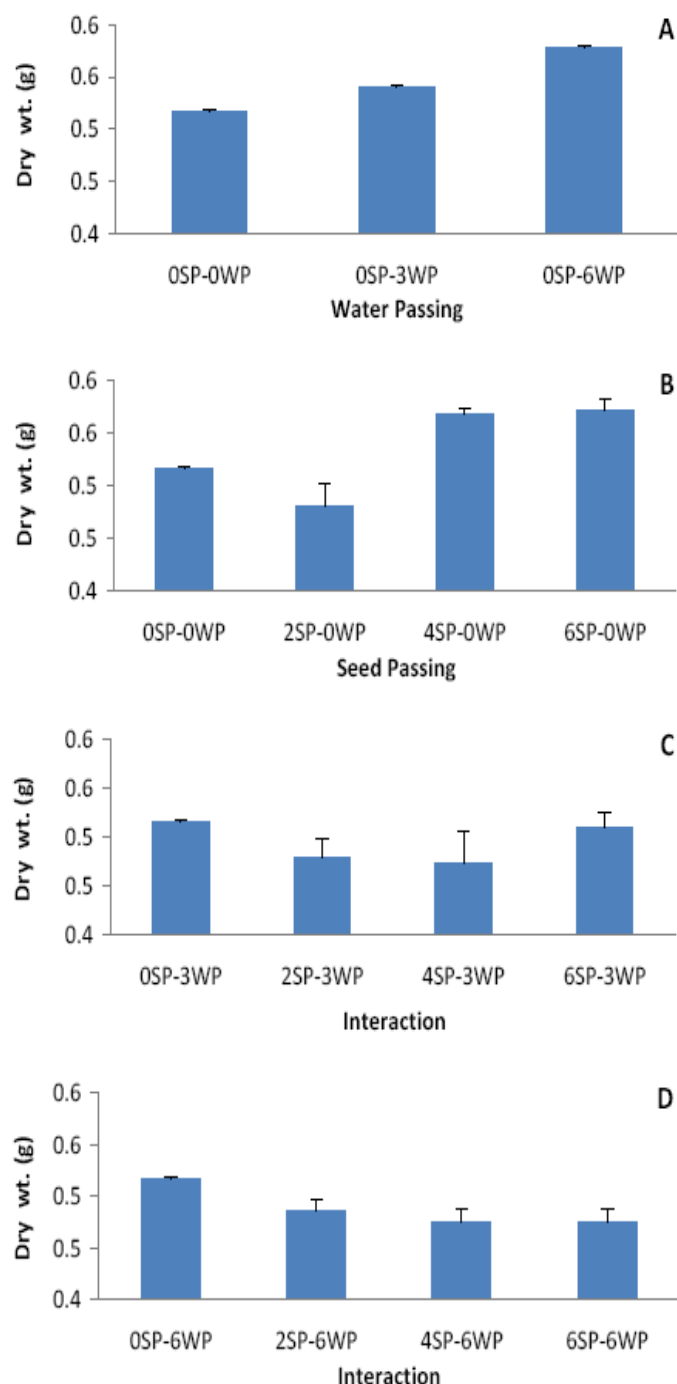 A
Dry wt. (g)
0.6
0.6
0.5
0.5
0.4
0SP-0WP 0SP-3WP 0SP-6WP
Water Passing
B
Dry wt. (g)
0.6
0.6
0.5
0.5
0.4
0SP-0WP 2SP-0WP 4SP-0WP 6SP-0WP
Seed Passing
C
Dry wt. (g)
0.6
0.6
0.5
0.5
0.4
0SP-3WP 2SP-3WP 4SP-3WP 6SP-3WP
Interaction
D
Dry wt. (g)
0.6
0.6
0.5
0.5
0.4
0SP-6WP 2SP-6WP 4SP-6WP 6SP-6WP
Interaction